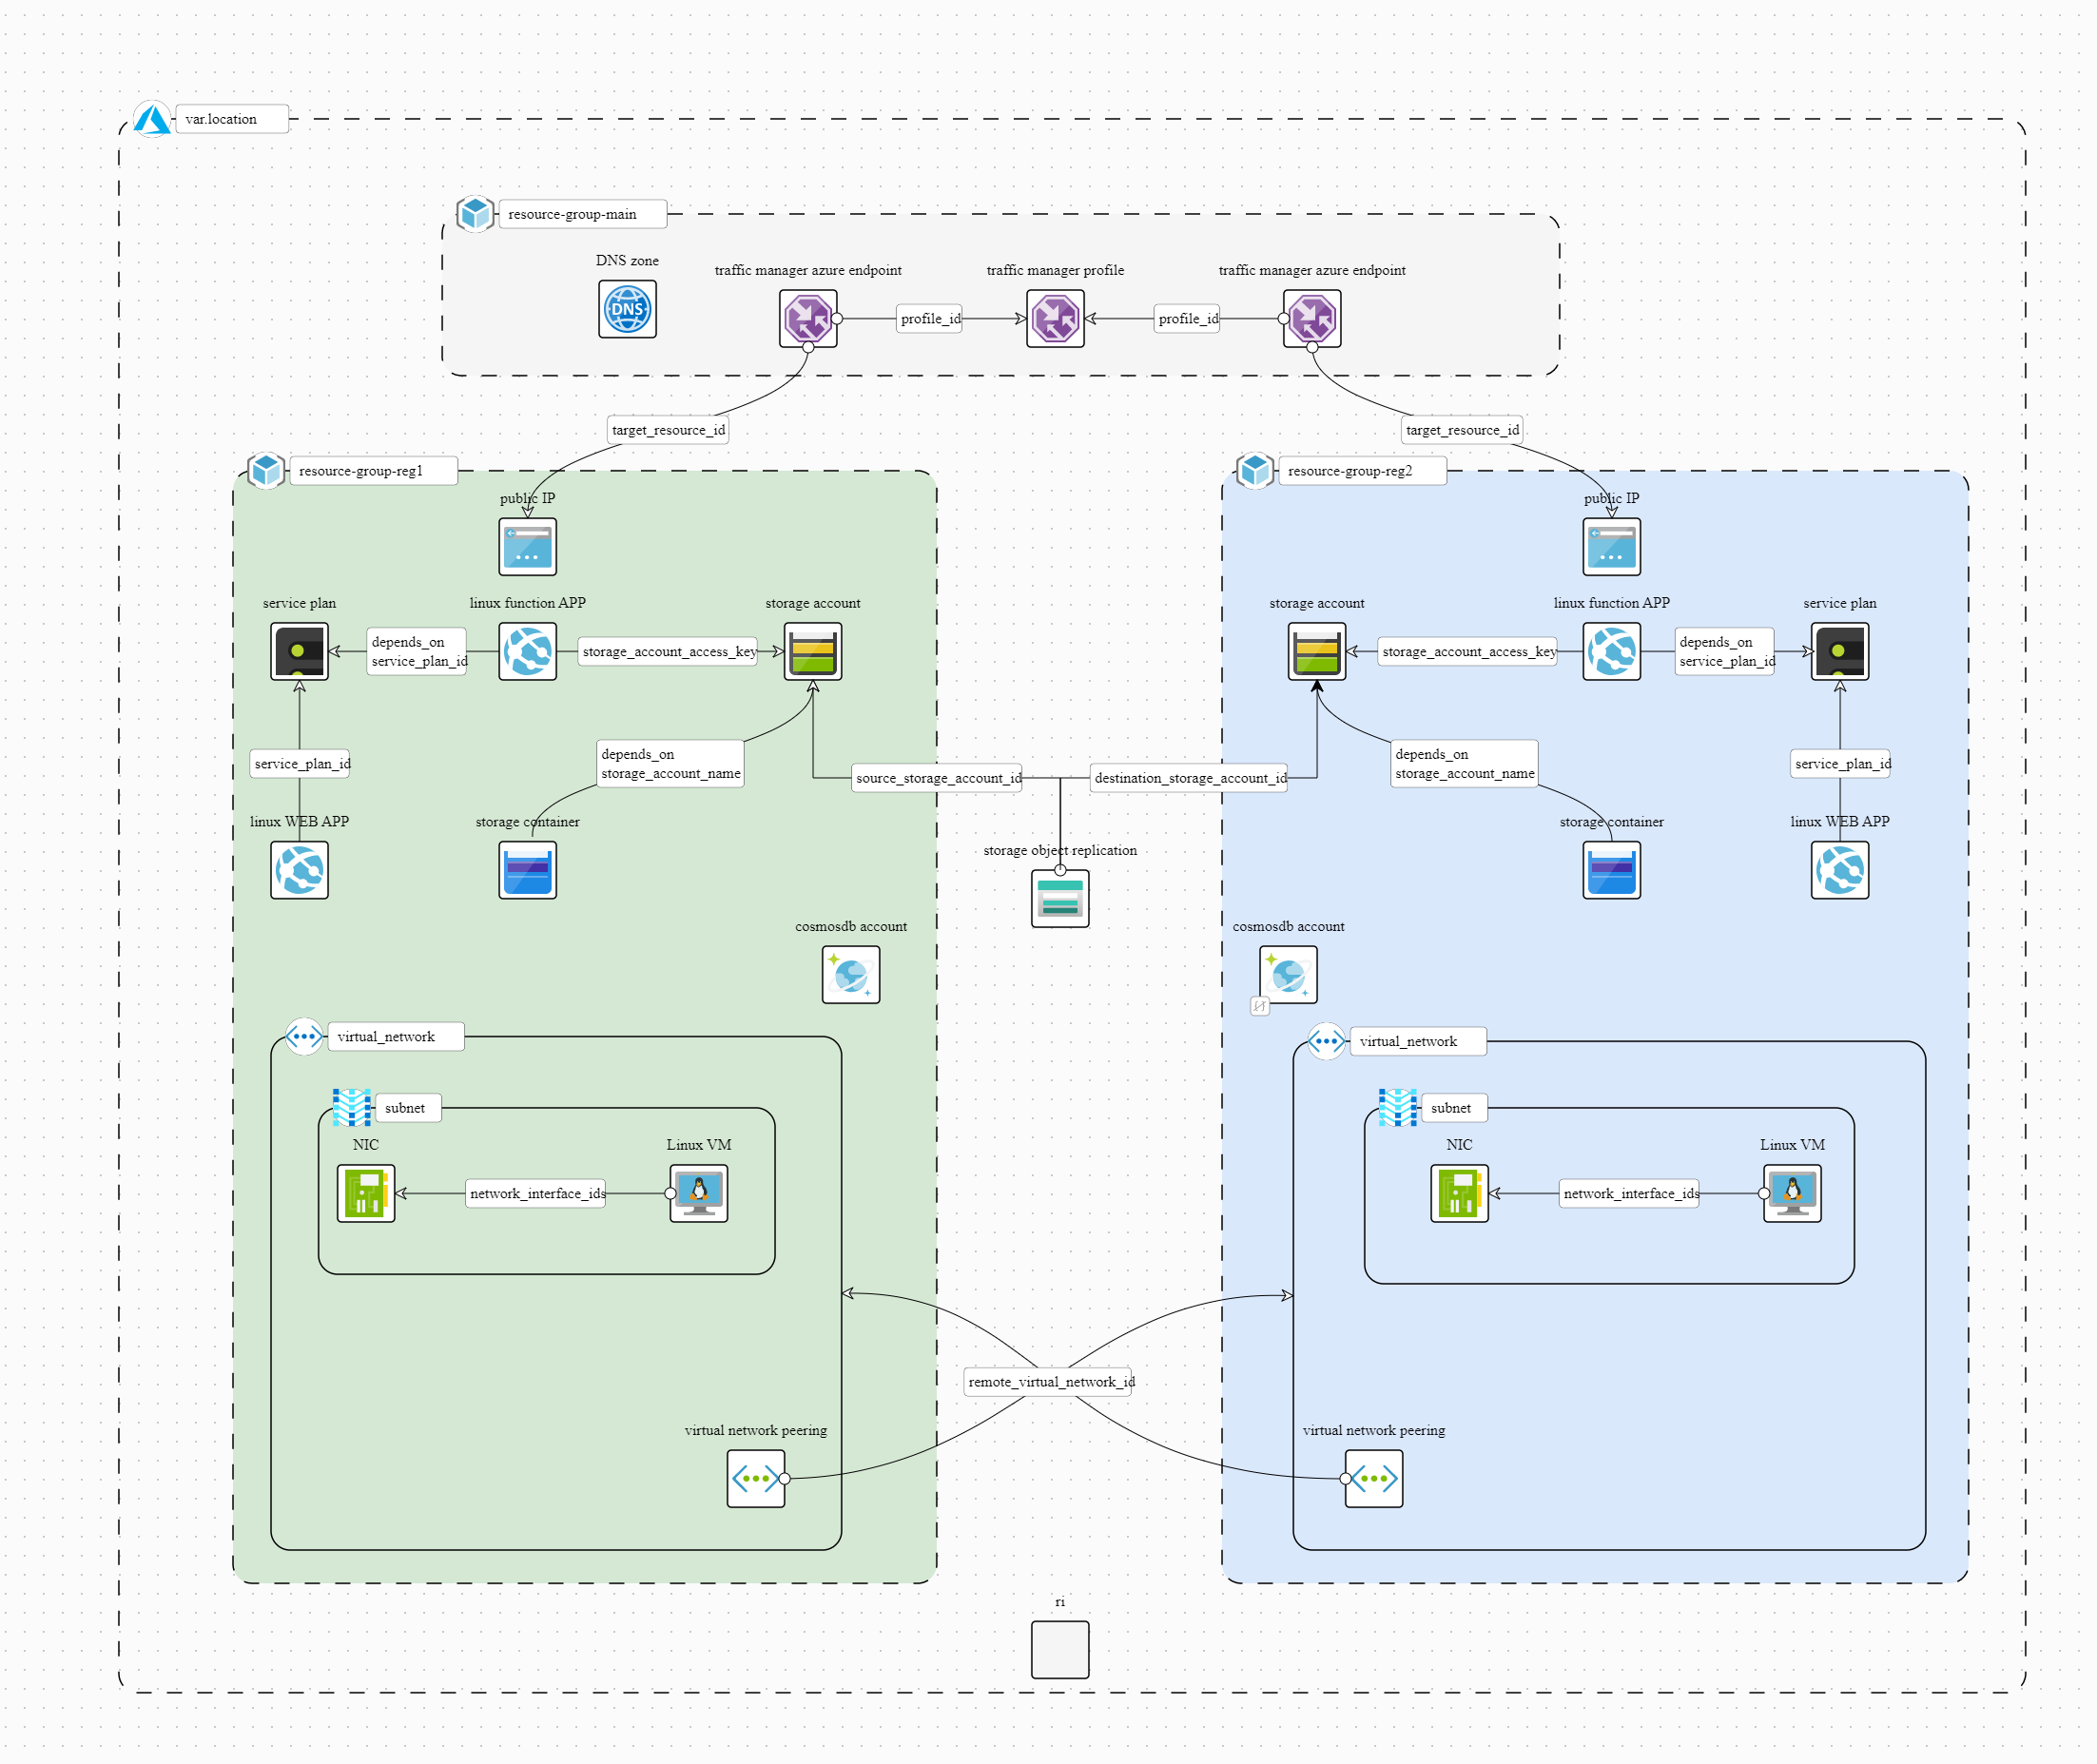 var.location
resource-group-main
DNS zone
traffic manager azure endpoint
traffic manager profile
traffic manager azure endpoint
DNS
profile_id
profile_id
target_resource_id
target_resource_id
resource-group-reg1
public IP
service plan
linux function APP
storage account
depends_on
service_plan_id
storage_account_access_key
service_plan_id
depends_on
storage_account_name
source_storage_account_id
linux WEB APP
storage container
cosmosdb account
destination_storage_account_id
storage object replication
resource-group-reg2
public IP
storage account
linux function APP
service plan
storage_account_access_key
depends_on
service_plan_id
depends_on
storage_account_name
service_plan_id
storage container
linux WEB APP
cosmosdb account
virtual_network
subnet
NIC
Linux VM
network_interface_ids
virtual network peering
remote_virtual_network_id
virtual_network
subnet
NIC
Linux VM
network_interface_ids
virtual network peering
ri